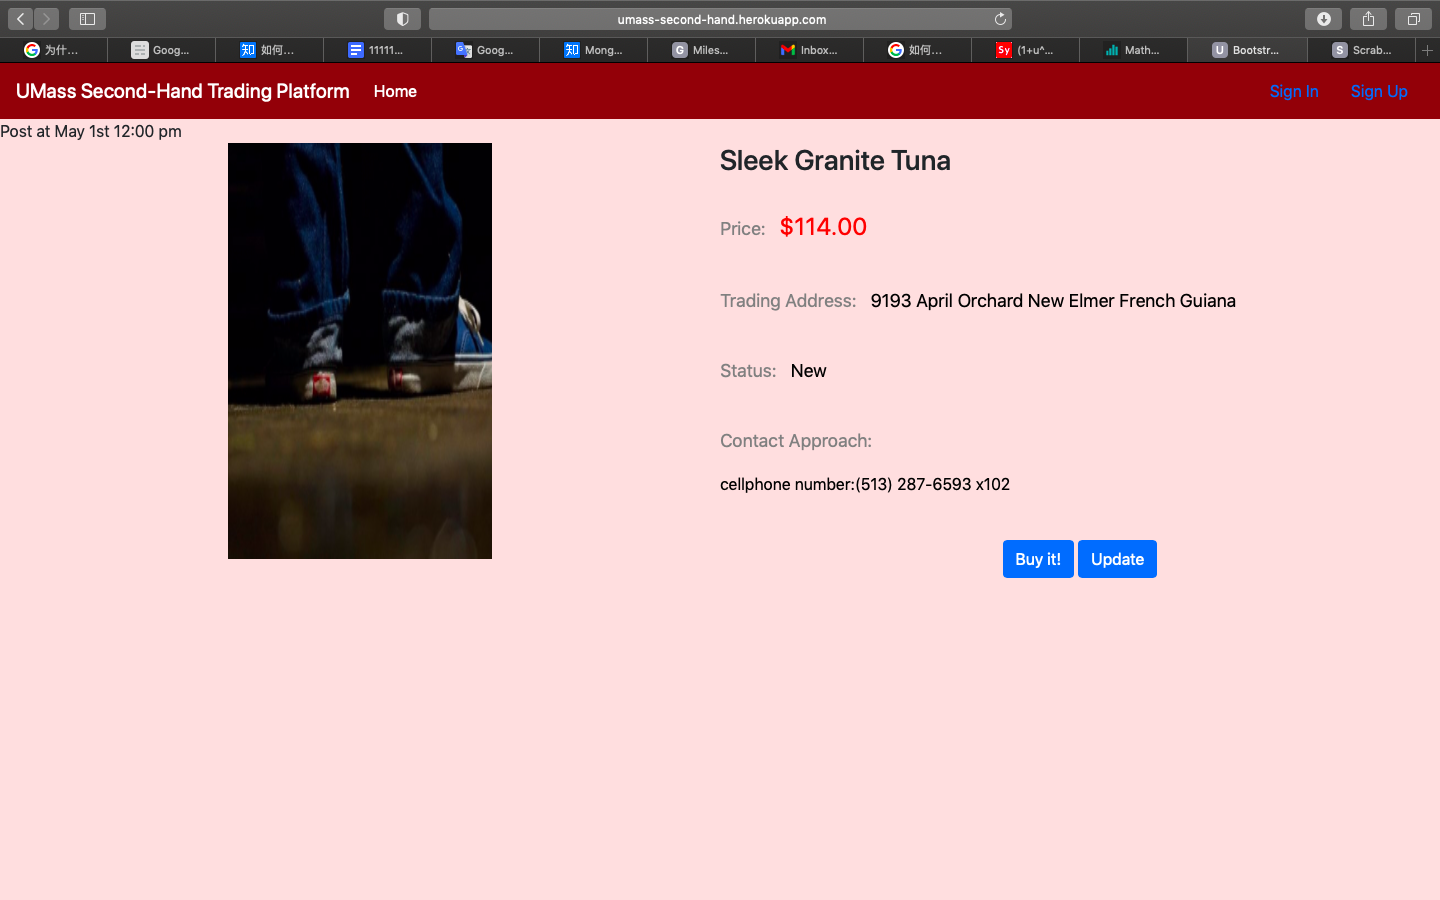 umass-second-hand.herokuapp.com
为什...
Goog...
知 如何...
11111...
G Goog...
知 Mong...
G Miles...
Inbox...
如何...
Sy (1+u^...
Math...
U Bootstr...
S Scrab...
UMass Second-Hand Trading Platform
Home
Sign In
Sign Up
Post at May 1st 12:00 pm
Sleek Granite Tuna
Price: $114.00
Trading Address: 9193 April Orchard New Elmer French Guiana
Status: New
Contact Approach:
cellphone number:(513) 287-6593 x102
Buy it!
Update